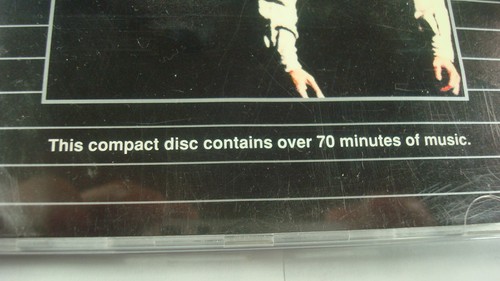 This compact disc contains over 70 minutes of music.